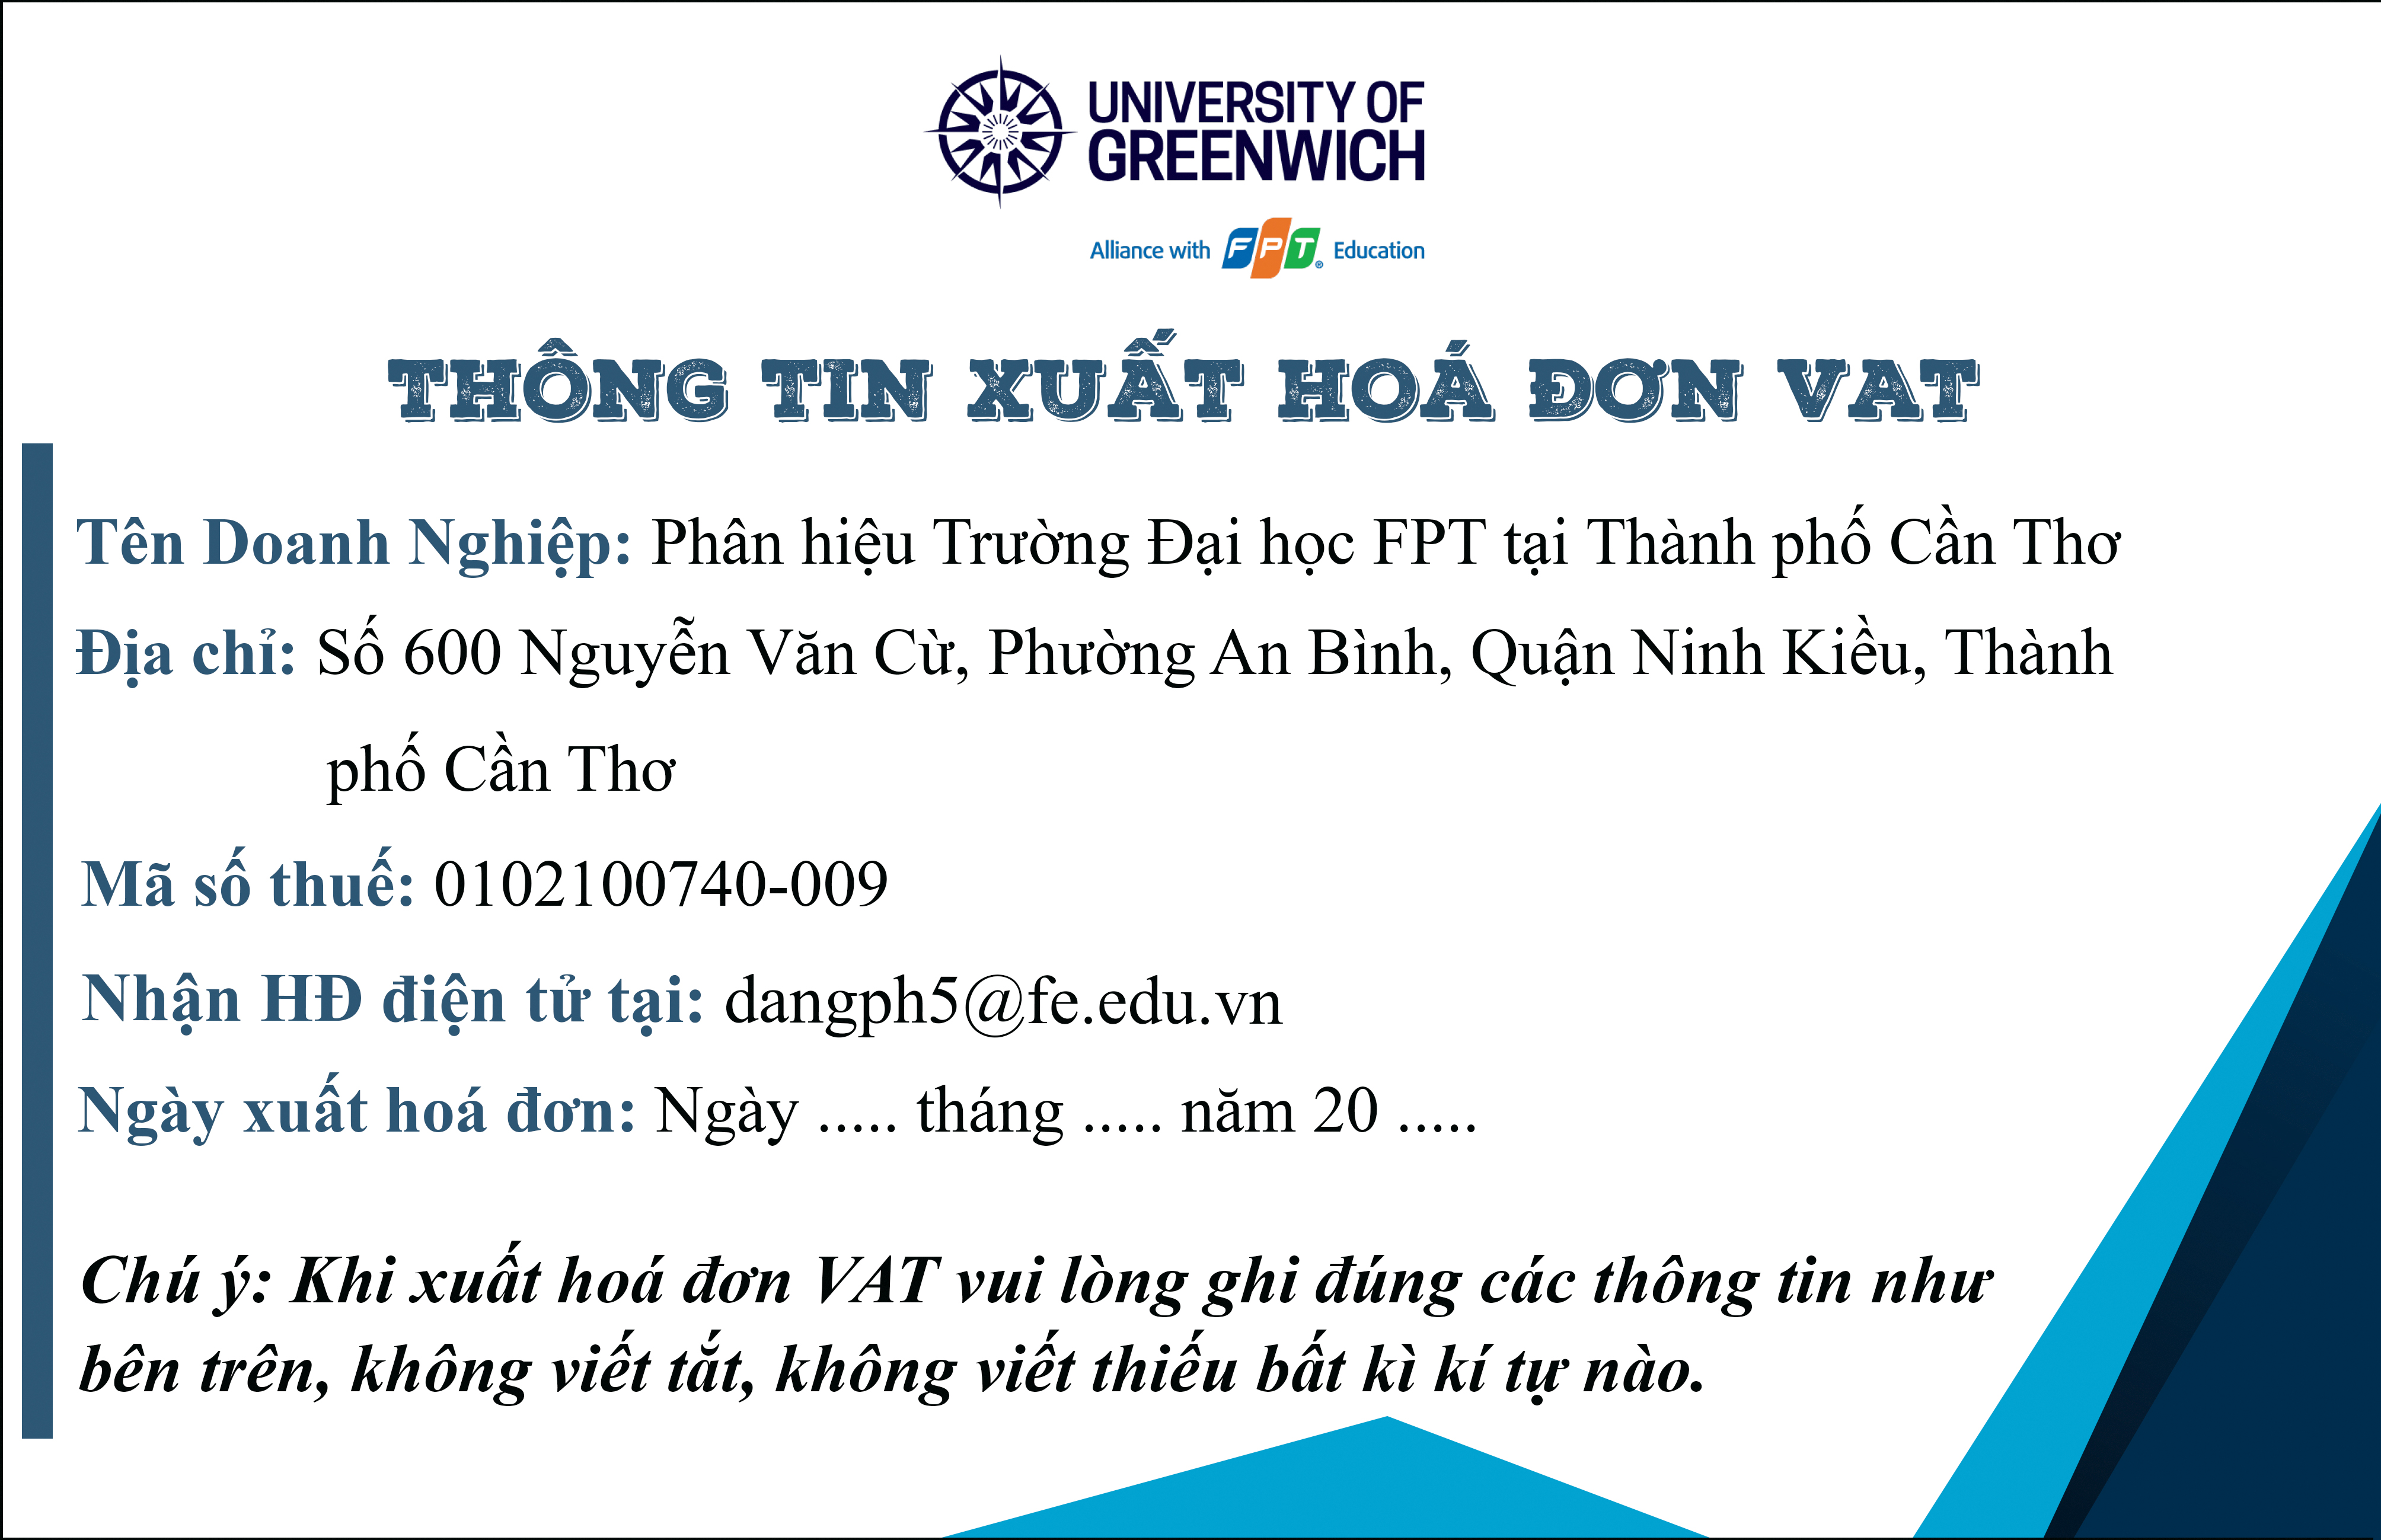 UNIVERSITY OF
GREENWICH
Alliance with FPT® Education
THÔNG TIN XUẤT HOÁ ĐƠN VAT
Tên Doanh Nghiệp: Phân hiệu Trường Đại học FPT tại Thành phố Cần Thơ
Địa chỉ: Số 600 Nguyễn Văn Cừ, Phường An Bình, Quận Ninh Kiều, Thành
phố Cần Thơ
Mã số thuế: 0102100740-009
Nhận HĐ điện tử tại: dangph5@fe.edu.vn
Ngày xuất hoá đơn: Ngày ..... tháng ..... năm 20 .....
Chú ý: Khi xuất hoá đơn VAT vui lòng ghi đúng các thông tin như
bên trên, không viết tắt, không viết thiếu bất kì kí tự nào.